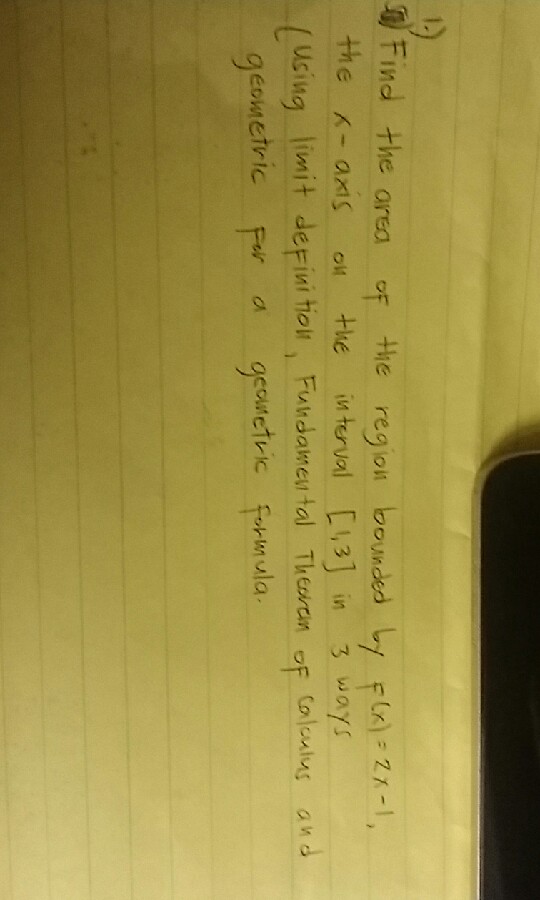 1.)
Find the area of the region bounded by f(x) = 2x-1,
the x-axis on the interval [1,3] in 3 ways
(using limit definition, Fundamental Theorem of calculus and
geometric for a geometric formula.